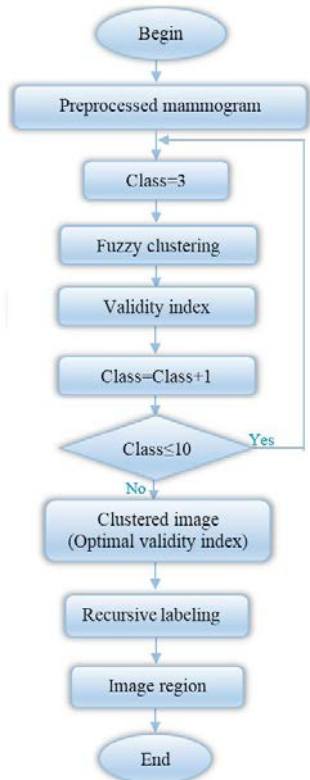 Begin
Preprocessed mammogram
Class=3
Fuzzy clustering
Validity index
Class=Class+1
Class≤10
Yes
No
Clustered image
(Optimal validity index)
Recursive labeling
Image region
End